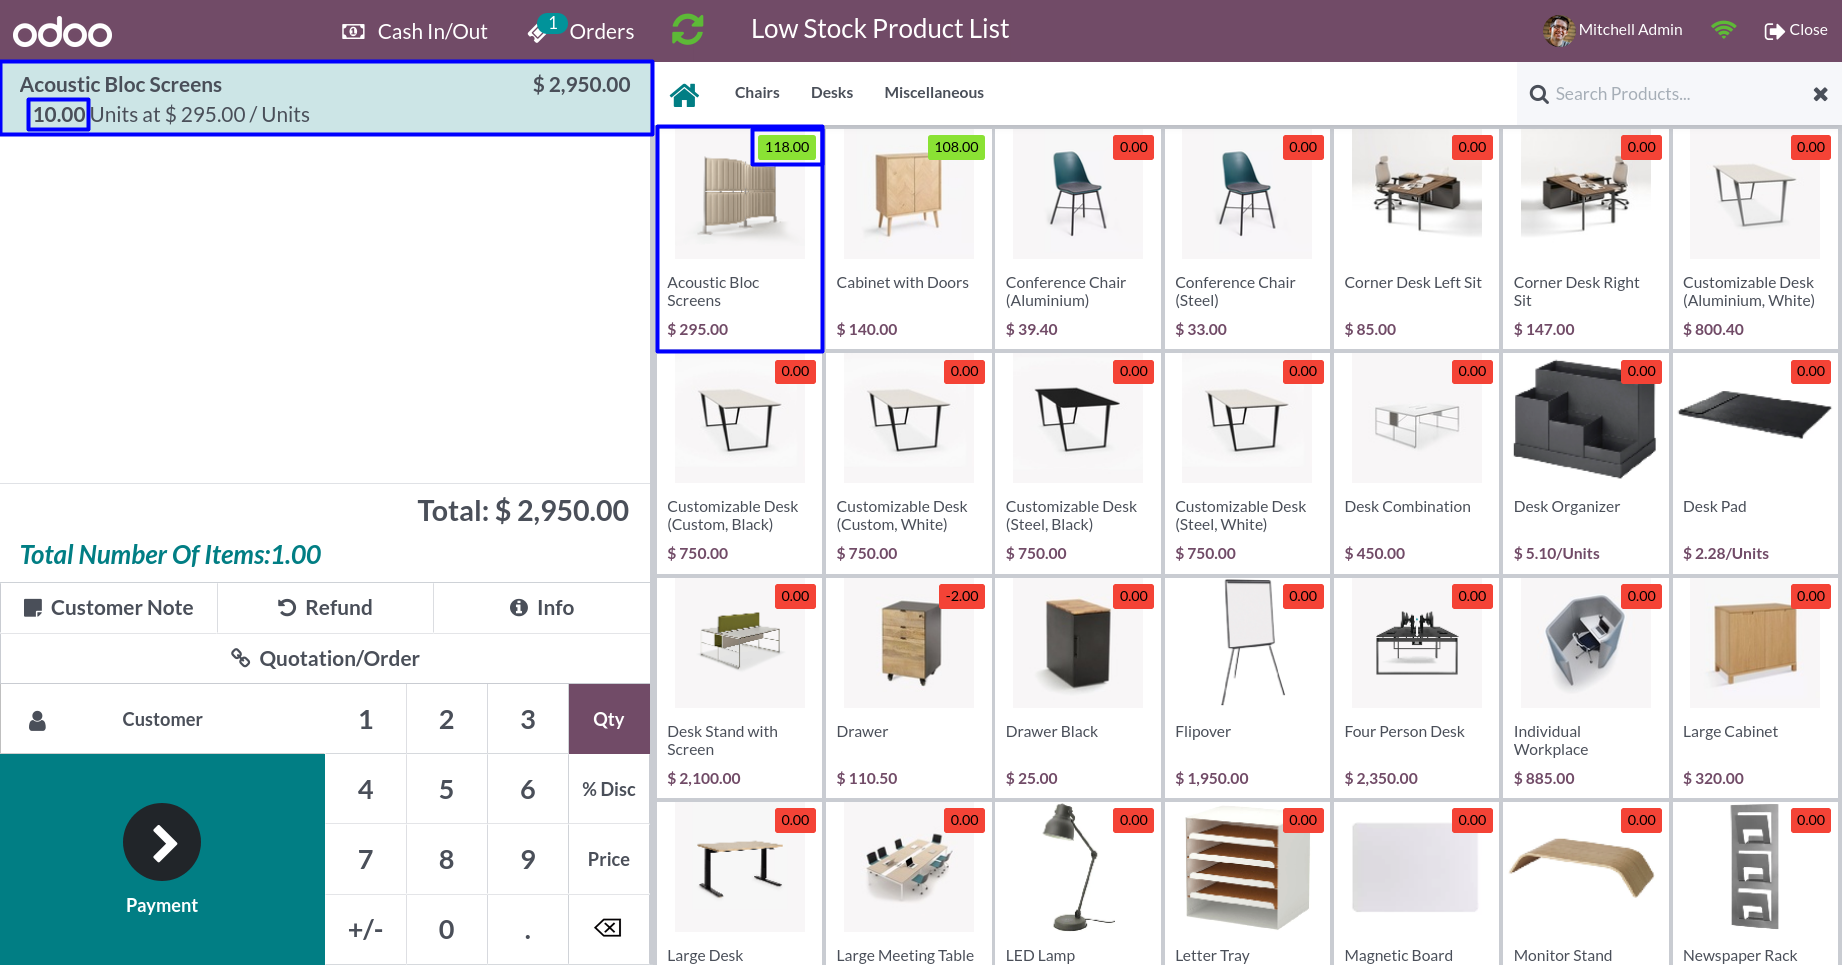 odoo
Cash In/Out
1
Orders
Low Stock Product List
Mitchell Admin
Close
Acoustic Bloc Screens
$ 2,950.00
10.00 Units at $ 295.00 / Units
Chairs
Desks
Miscellaneous
Search Products...
118.00
Acoustic Bloc
Screens
$ 295.00
108.00
Cabinet with Doors
$ 140.00
0.00
Conference Chair
(Aluminium)
$ 39.40
0.00
Conference Chair
(Steel)
$ 33.00
0.00
Corner Desk Left Sit
$ 85.00
0.00
Corner Desk Right
Sit
$ 147.00
0.00
Customizable Desk
(Aluminium, White)
$ 800.40
0.00
Customizable Desk
(Custom, Black)
$ 750.00
0.00
Customizable Desk
(Custom, White)
$ 750.00
0.00
Customizable Desk
(Steel, Black)
$ 750.00
0.00
Customizable Desk
(Steel, White)
$ 750.00
0.00
Desk Combination
$ 450.00
0.00
Desk Organizer
$ 5.10/Units
0.00
Desk Pad
$ 2.28/Units
0.00
Desk Stand with
Screen
$ 2,100.00
-2.00
Drawer
$ 110.50
0.00
Drawer Black
$ 25.00
0.00
Flipover
$ 1,950.00
0.00
Four Person Desk
$ 2,350.00
0.00
Individual
Workplace
$ 885.00
0.00
Large Cabinet
$ 320.00
0.00
Large Desk
0.00
Large Meeting Table
0.00
LED Lamp
0.00
Letter Tray
0.00
Magnetic Board
0.00
Monitor Stand
0.00
Newspaper Rack
Total: $ 2,950.00
Total Number Of Items:1.00
Customer Note
Refund
Info
Quotation/Order
Customer
1
2
3
Qty
4
5
6
% Disc
7
8
9
Price
+/-
0
.
Payment